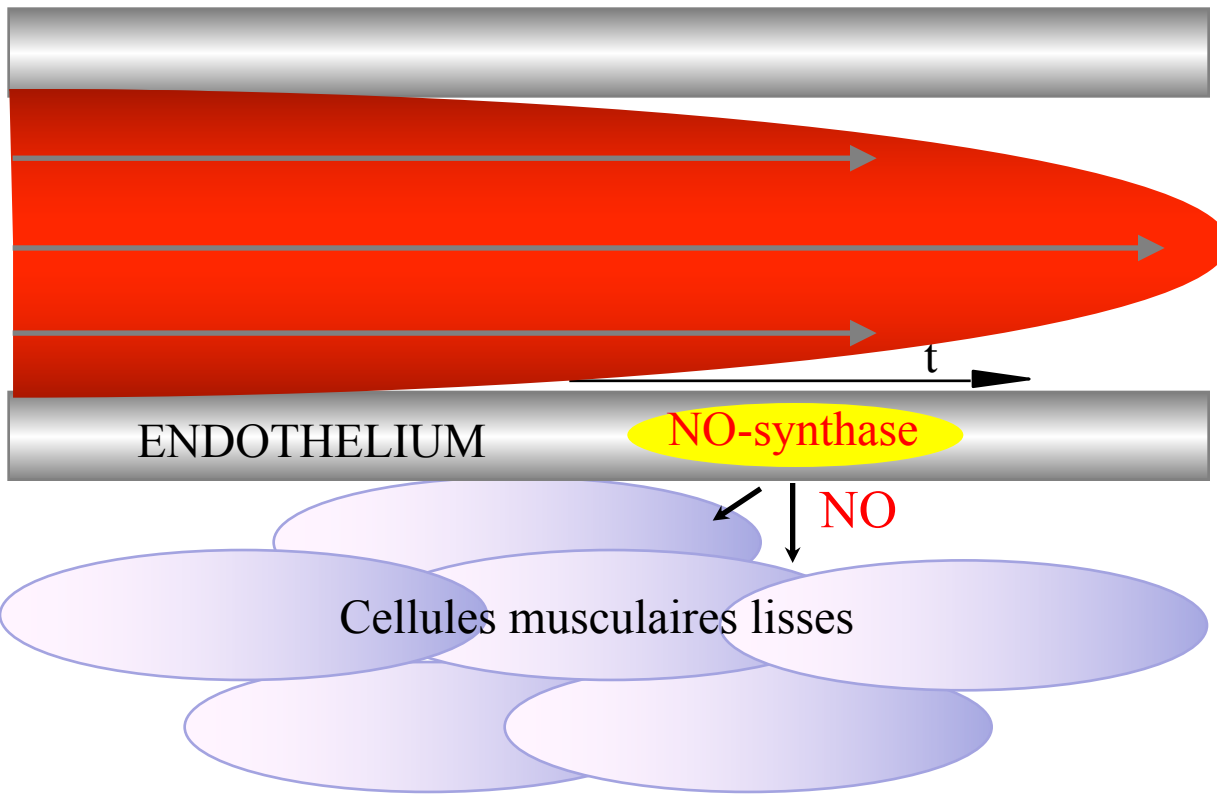 t
ENDOTHELIUM
NO-synthase
NO
Cellules musculaires lisses